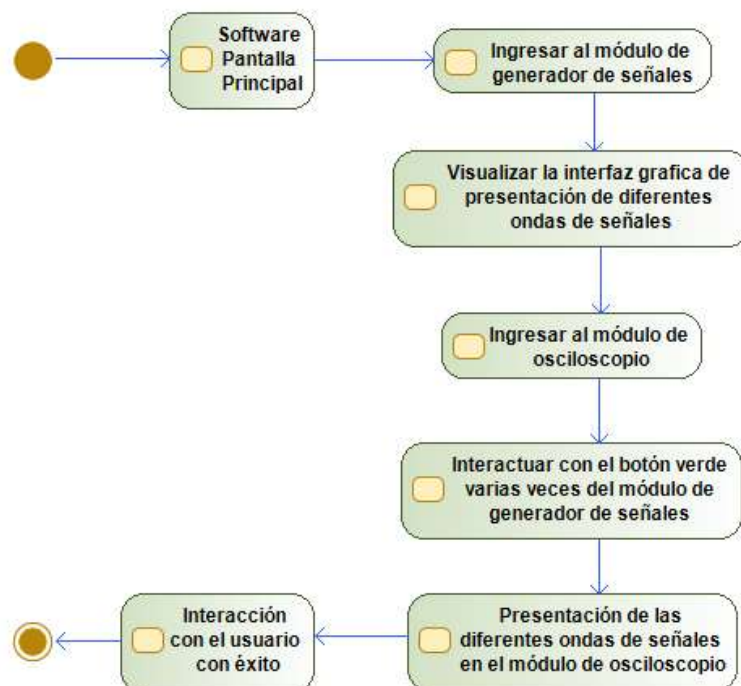 Software
Pantalla
Principal
Ingresar al módulo de
generador de señales
Visualizar la interfaz grafica de
presentación de diferentes
ondas de señales
Ingresar al módulo de
osciloscopio
Interactuar con el botón verde
varias veces del módulo de
generador de señales
Presentación de las
diferentes ondas de señales
en el módulo de osciloscopio
Interacción
con el usuario
con éxito